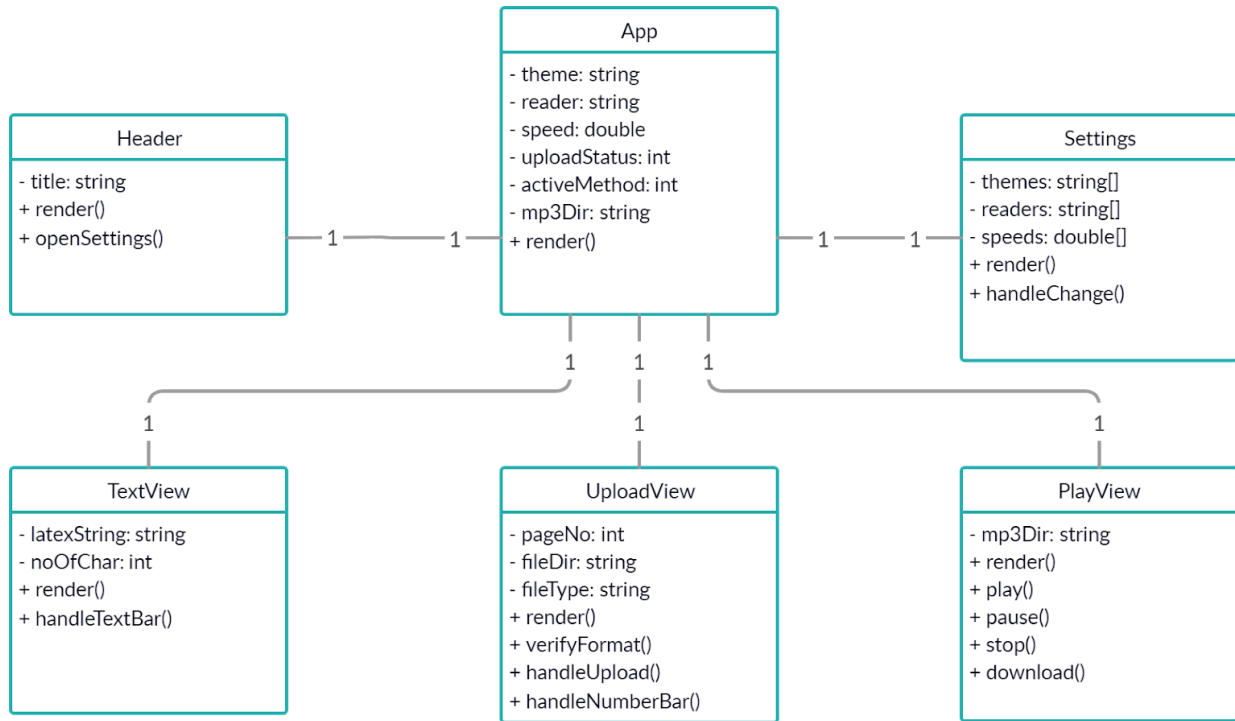 App
- theme: string
- reader: string
- speed: double
- uploadStatus: int
- activeMethod: int
- mp3Dir: string
+ render()
Header
- title: string
+ render()
+ openSettings()
Settings
- themes: string[]
- readers: string[]
- speeds: double[]
+ render()
+ handleChange()
1
1
1
1
1
1
1
1
1
1
TextView
- latexString: string
- noOfChar: int
+ render()
+ handleTextBar()
UploadView
- pageNo: int
- fileDir: string
- fileType: string
+ render()
+ verifyFormat()
+ handleUpload()
+ handleNumberBar()
PlayView
- mp3Dir: string
+ render()
+ play()
+ pause()
+ stop()
+ download()